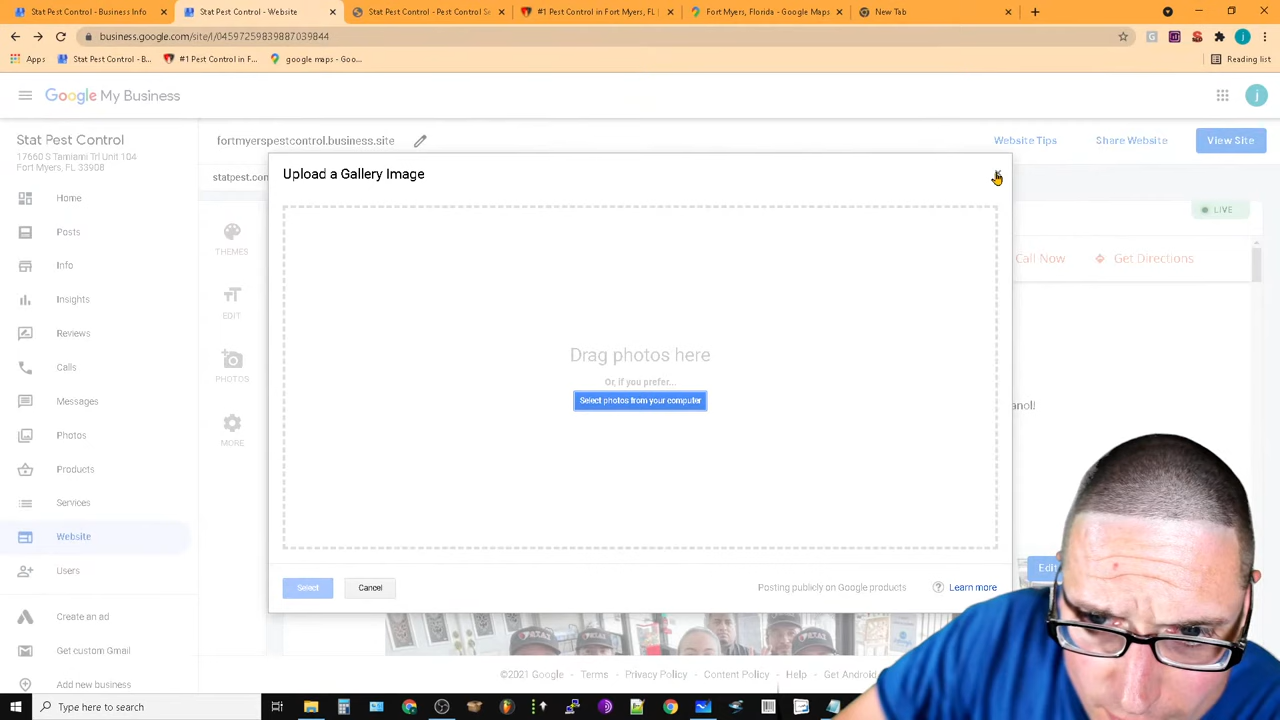 Stat Pest Control - Business Info
Stat Pest Control - Website
Stat Pest Control - Pest Control Se
#1 Pest Control in Fort Myers, FL |
Fort Myers, Florida - Google Maps
New Tab
business.google.com/site/l/04597259839887039844
Apps
Stat Pest Control - B...
#1 Pest Control in F...
google maps - Goo...
Reading list
Google My Business
j
Stat Pest Control
17660 S Tamiami Trl Unit 104
Fort Myers, FL 33908
fortmyerspestcontrol.business.site
Website Tips
Share Website
View Site
statpest.con
Upload a Gallery Image
LIVE
Home
Posts
Info
Insights
Reviews
Calls
Messages
Photos
Products
Services
Website
Users
Create an ad
Get custom Gmail
Add new business
THEMES
EDIT
PHOTOS
MORE
Call Now
Get Directions
Drag photos here
Or, if you prefer...
Select photos from your computer
anol!
Edit
Select
Cancel
Posting publicly on Google products
Learn more
©2021 Google - Terms - Privacy Policy - Content Policy - Help - Get Android
Type here to search